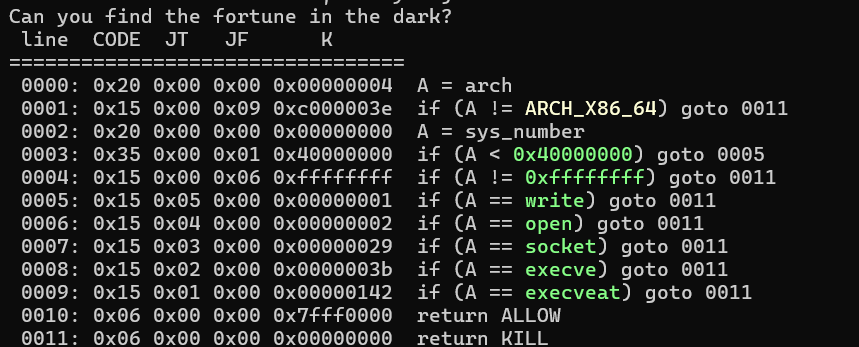 Can you find the fortune in the dark?
 line  CODE  JT   JF      K
=================================
 0000: 0x20 0x00 0x00 0x00000004  A = arch
 0001: 0x15 0x00 0x09 0xc000003e  if (A != ARCH_X86_64) goto 0011
 0002: 0x20 0x00 0x00 0x00000000  A = sys_number
 0003: 0x35 0x00 0x01 0x40000000  if (A < 0x40000000) goto 0005
 0004: 0x15 0x00 0x06 0xffffffff  if (A != 0xffffffff) goto 0011
 0005: 0x15 0x05 0x00 0x00000001  if (A == write) goto 0011
 0006: 0x15 0x04 0x00 0x00000002  if (A == open) goto 0011
 0007: 0x15 0x03 0x00 0x00000029  if (A == socket) goto 0011
 0008: 0x15 0x02 0x00 0x0000003b  if (A == execve) goto 0011
 0009: 0x15 0x01 0x00 0x00000142  if (A == execveat) goto 0011
 0010: 0x06 0x00 0x00 0x7fff0000  return ALLOW
 0011: 0x06 0x00 0x00 0x00000000  return KILL